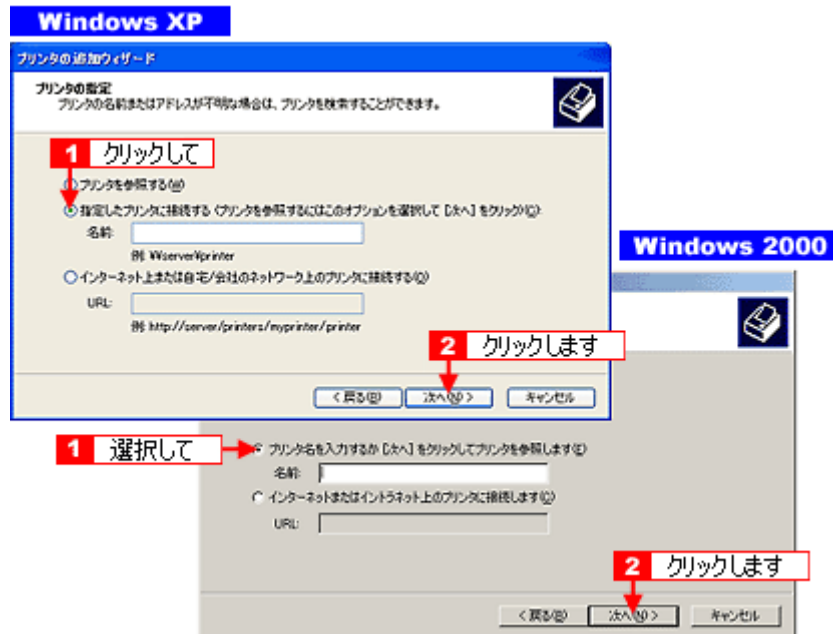 Windows XP
プリンタの追加ウィザード
プリンタの指定
プリンタの名前またはアドレスが不明な場合は、プリンタを検索することができます。
1 クリックして
プリンタを参照する(W)
指定したプリンタに接続する (プリンタを参照するにはこのオプションを選択して [次へ] をクリック)(C):
名前:
例: ¥¥server¥printer
インターネット上または自宅/会社のネットワーク上のプリンタに接続する(O)
URL:
例: http://server/printers/myprinter/printer
2 クリックします
< 戻る(B)
次へ(N) >
キャンセル
Windows 2000
1 選択して
プリンタ名を入力するか [次へ] をクリックしてプリンタを参照します(E)
名前:
インターネットまたはイントラネット上のプリンタに接続します(C)
URL:
2 クリックします
< 戻る(B)
次へ(N) >
キャンセル